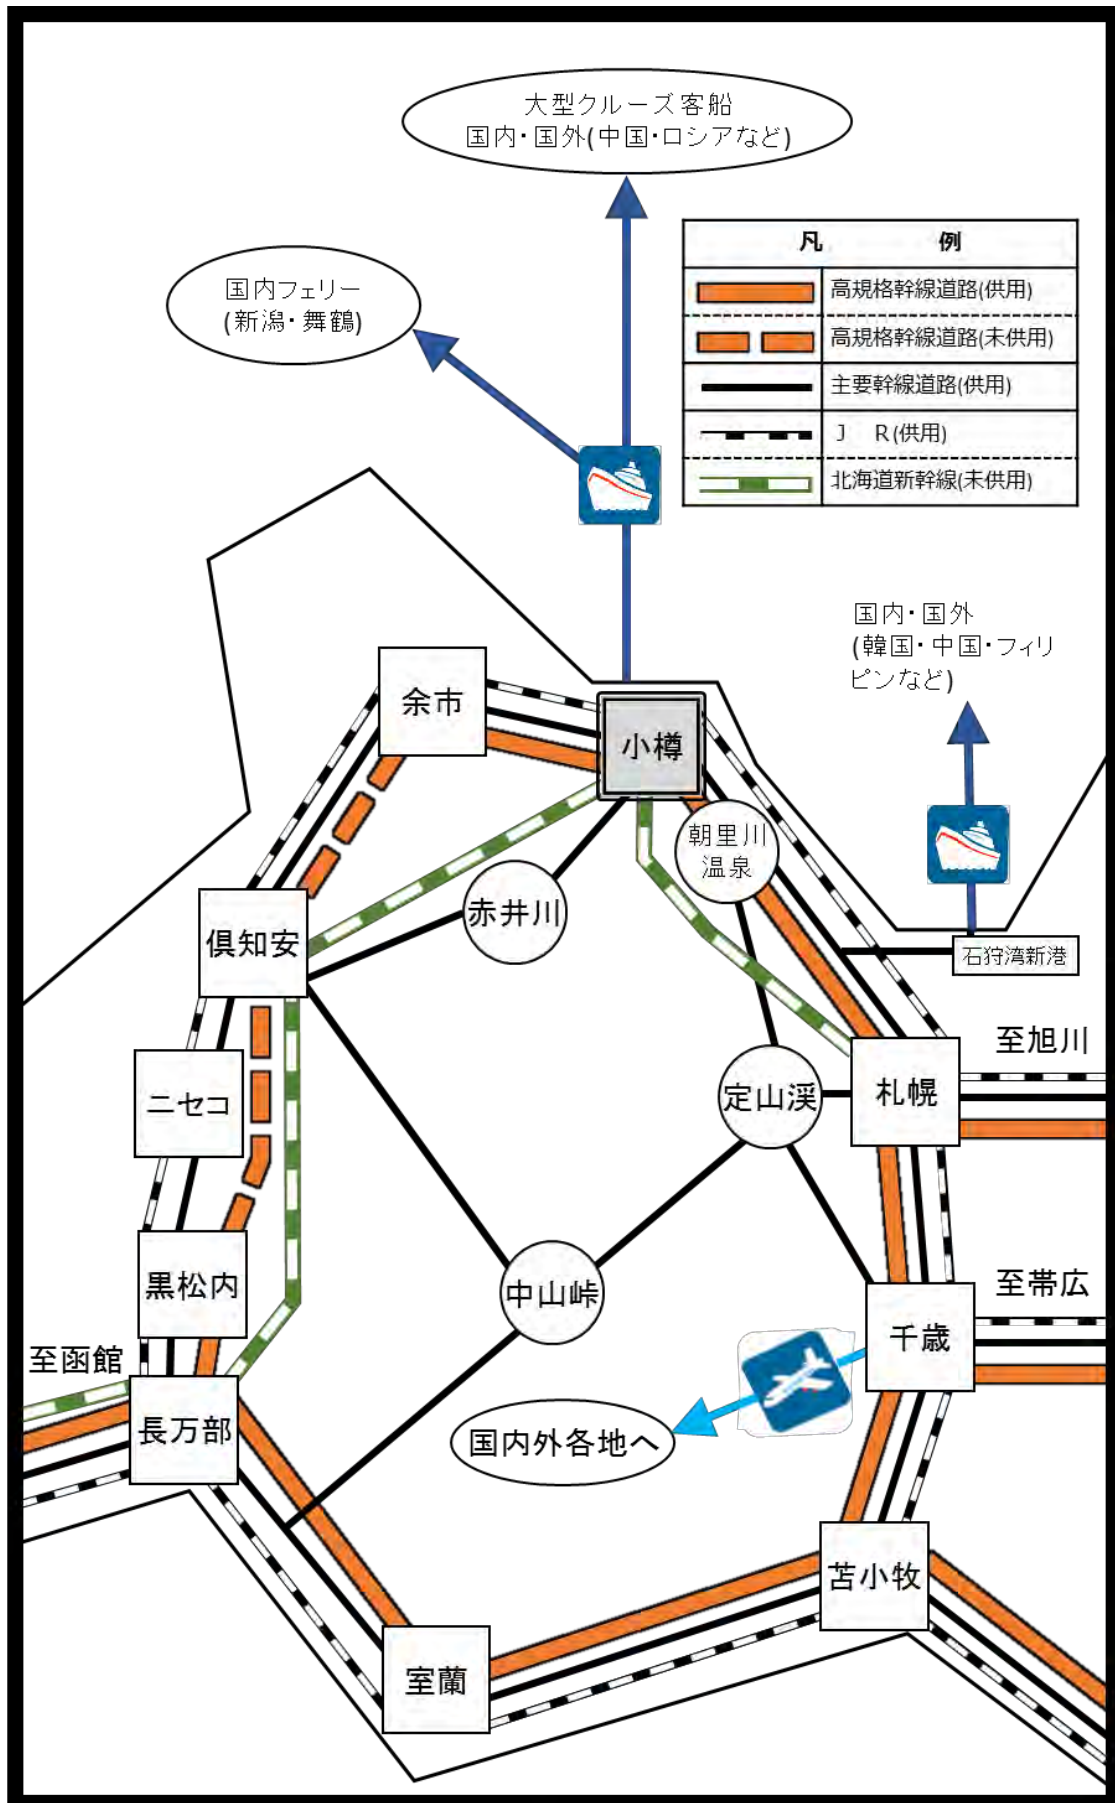 大型クルーズ客船
国内・国外(中国・ロシアなど)
国内フェリー
(新潟・舞鶴)
凡　例
高規格幹線道路(供用)
高規格幹線道路(未供用)
主要幹線道路(供用)
J　R(供用)
北海道新幹線(未供用)
国内・国外
(韓国・中国・フィリ
ピンなど)
余市
小樽
朝里川
温泉
赤井川
倶知安
石狩湾新港
至旭川
ニセコ
定山渓
札幌
黒松内
中山峠
至帯広
千歳
至函館
長万部
国内外各地へ
苫小牧
室蘭